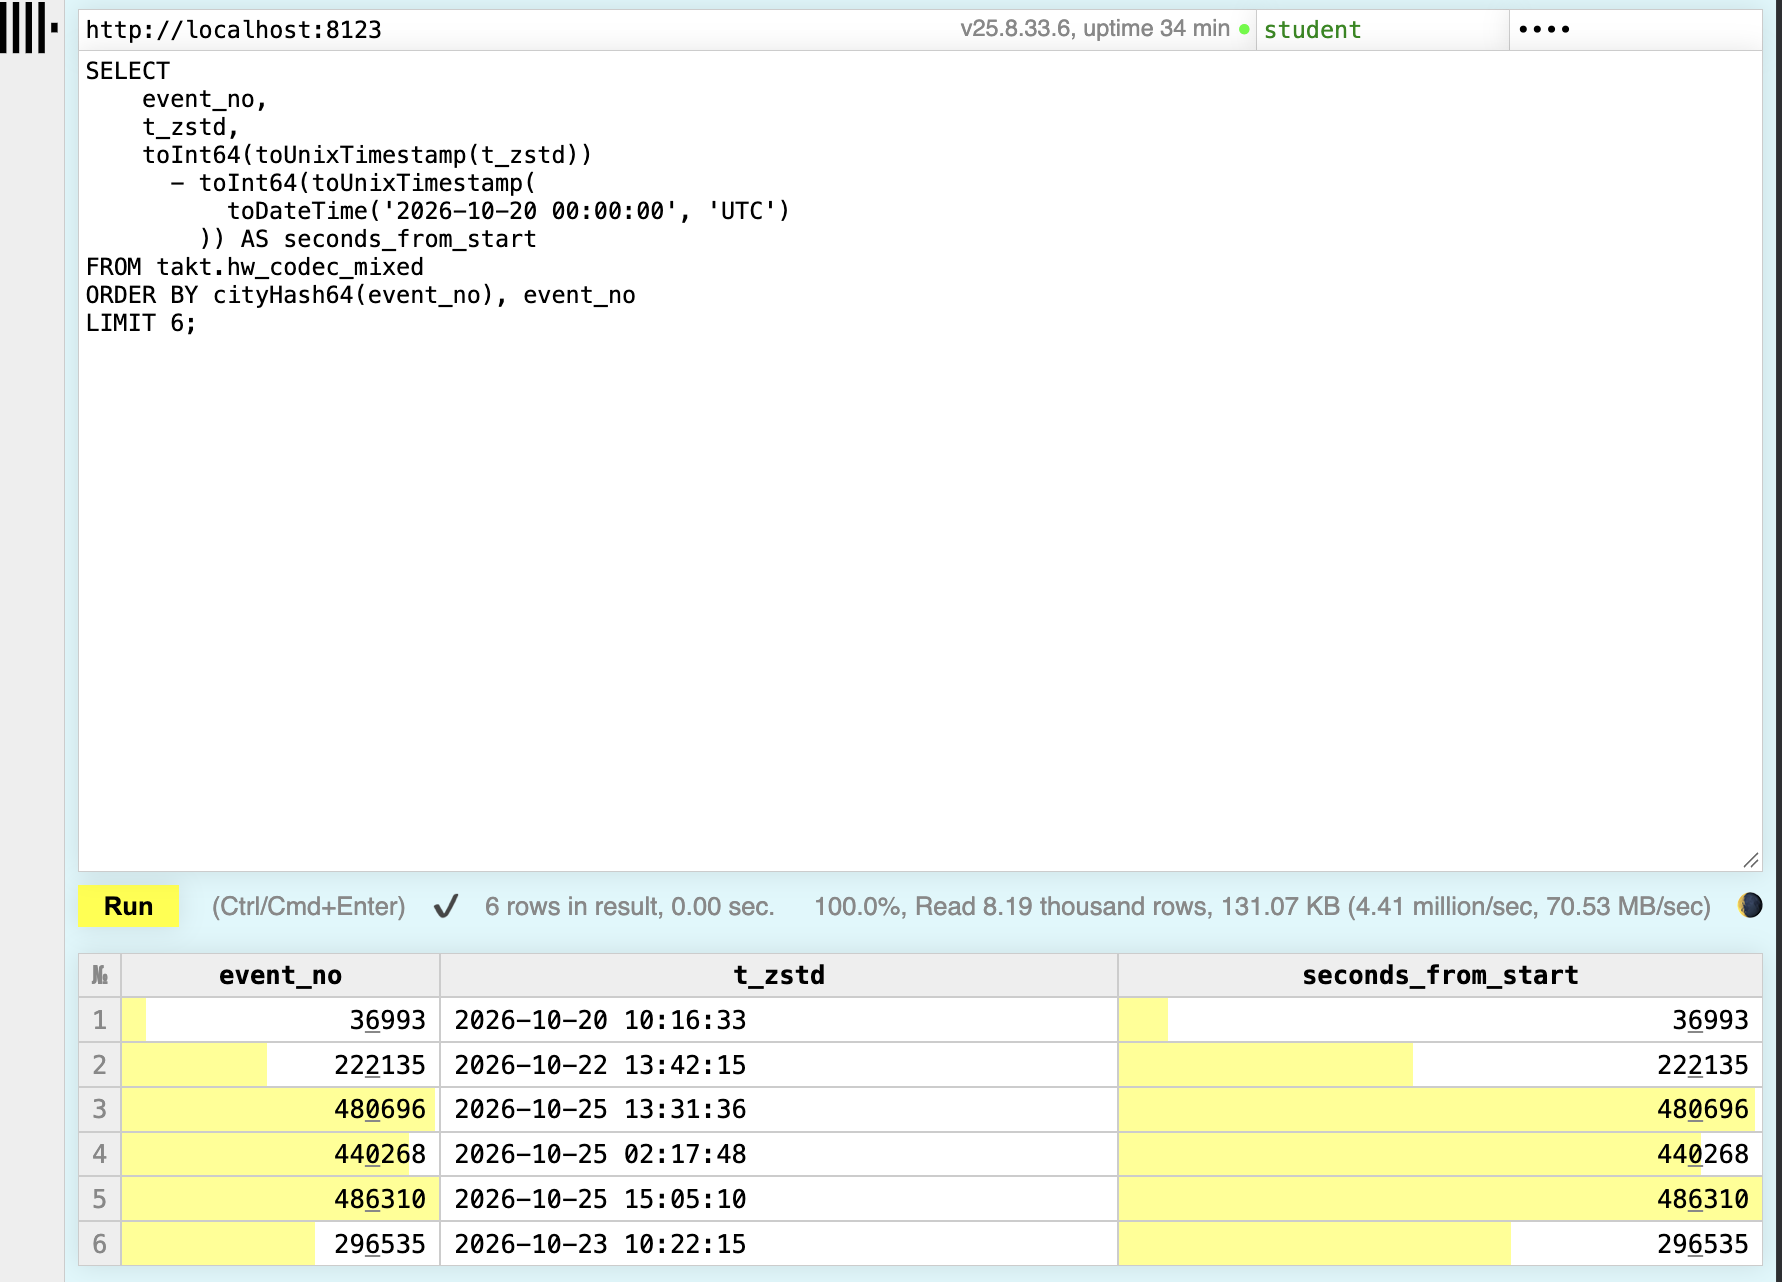 http://localhost:8123 v25.8.33.6, uptime 34 min student ••••
SELECT
    event_no,
    t_zstd,
    toInt64(toUnixTimestamp(t_zstd))
      - toInt64(toUnixTimestamp(
          toDateTime('2026-10-20 00:00:00', 'UTC')
        )) AS seconds_from_start
FROM takt.hw_codec_mixed
ORDER BY cityHash64(event_no), event_no
LIMIT 6;
Run (Ctrl/Cmd+Enter) ✔ 6 rows in result, 0.00 sec. 100.0%, Read 8.19 thousand rows, 131.07 KB (4.41 million/sec, 70.53 MB/sec)
№ event_no t_zstd seconds_from_start
1 36993 2026-10-20 10:16:33 36993
2 222135 2026-10-22 13:42:15 222135
3 480696 2026-10-25 13:31:36 480696
4 440268 2026-10-25 02:17:48 440268
5 486310 2026-10-25 15:05:10 486310
6 296535 2026-10-23 10:22:15 296535